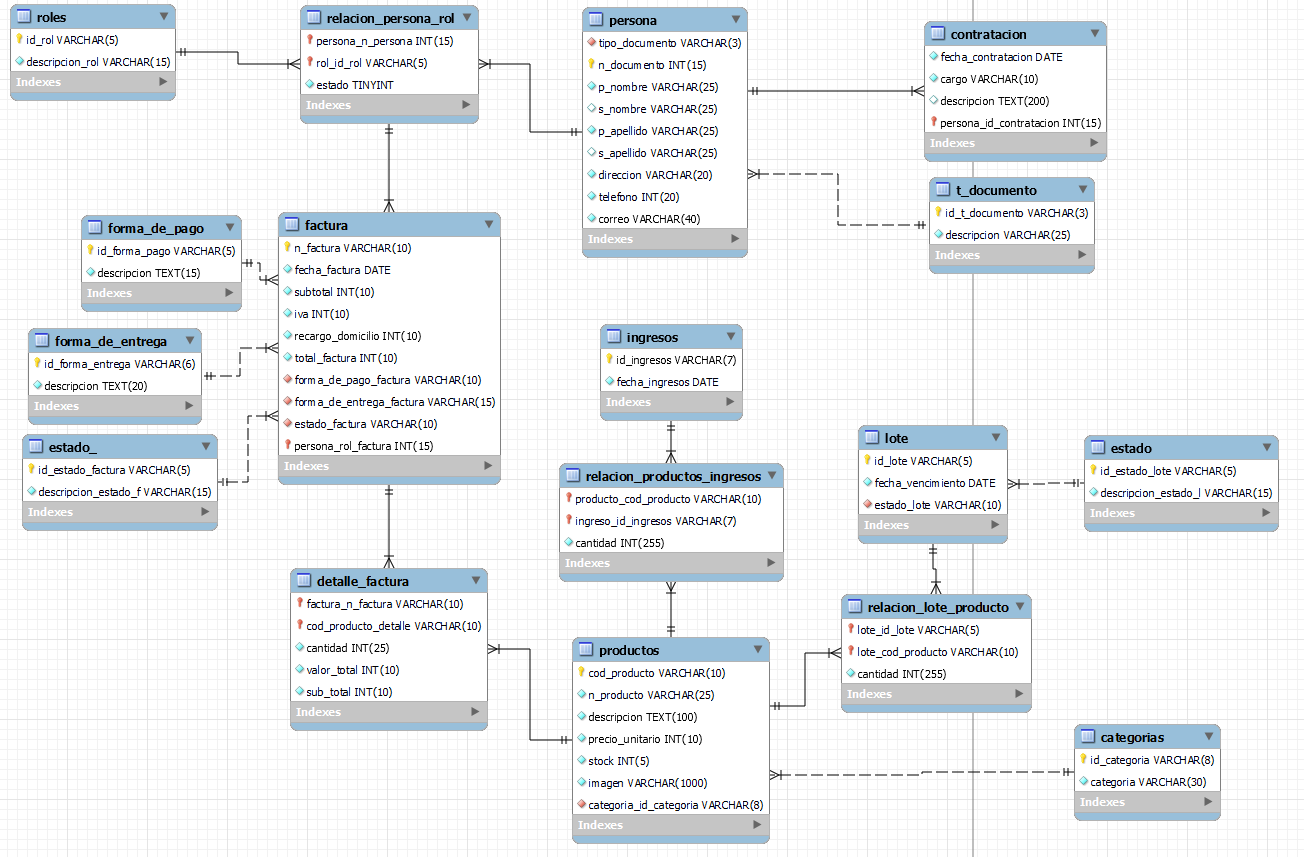 roles
id_rol VARCHAR(5)
descripcion_rol VARCHAR(15)
Indexes
relacion_persona_rol
persona_n_persona INT(15)
rol_id_rol VARCHAR(5)
estado TINYINT
Indexes
persona
tipo_documento VARCHAR(3)
n_documento INT(15)
p_nombre VARCHAR(25)
s_nombre VARCHAR(25)
p_apellido VARCHAR(25)
s_apellido VARCHAR(25)
direccion VARCHAR(20)
telefono INT(20)
correo VARCHAR(40)
Indexes
contratacion
fecha_contratacion DATE
cargo VARCHAR(10)
descripcion TEXT(200)
persona_id_contratacion INT(15)
Indexes
t_documento
id_t_documento VARCHAR(3)
descripcion VARCHAR(25)
Indexes
forma_de_pago
id_forma_pago VARCHAR(5)
descripcion TEXT(15)
Indexes
factura
n_factura VARCHAR(10)
fecha_factura DATE
subtotal INT(10)
iva INT(10)
recargo_domicilio INT(10)
total_factura INT(10)
forma_de_pago_factura VARCHAR(10)
forma_de_entrega_factura VARCHAR(15)
estado_factura VARCHAR(10)
persona_rol_factura INT(15)
Indexes
forma_de_entrega
id_forma_entrega VARCHAR(6)
descripcion TEXT(20)
Indexes
estado_
id_estado_factura VARCHAR(5)
descripcion_estado_f VARCHAR(15)
Indexes
ingresos
id_ingresos VARCHAR(7)
fecha_ingresos DATE
Indexes
relacion_productos_ingresos
producto_cod_producto VARCHAR(10)
ingreso_id_ingresos VARCHAR(7)
cantidad INT(255)
Indexes
lote
id_lote VARCHAR(5)
fecha_vencimiento DATE
estado_lote VARCHAR(10)
Indexes
estado
id_estado_lote VARCHAR(5)
descripcion_estado_l VARCHAR(15)
Indexes
detalle_factura
factura_n_factura VARCHAR(10)
cod_producto_detalle VARCHAR(10)
cantidad INT(25)
valor_total INT(10)
sub_total INT(10)
Indexes
productos
cod_producto VARCHAR(10)
n_producto VARCHAR(25)
descripcion TEXT(100)
precio_unitario INT(10)
stock INT(5)
imagen VARCHAR(1000)
categoria_id_categoria VARCHAR(8)
Indexes
relacion_lote_producto
lote_id_lote VARCHAR(5)
lote_cod_producto VARCHAR(10)
cantidad INT(255)
Indexes
categorias
id_categoria VARCHAR(8)
categoria VARCHAR(30)
Indexes